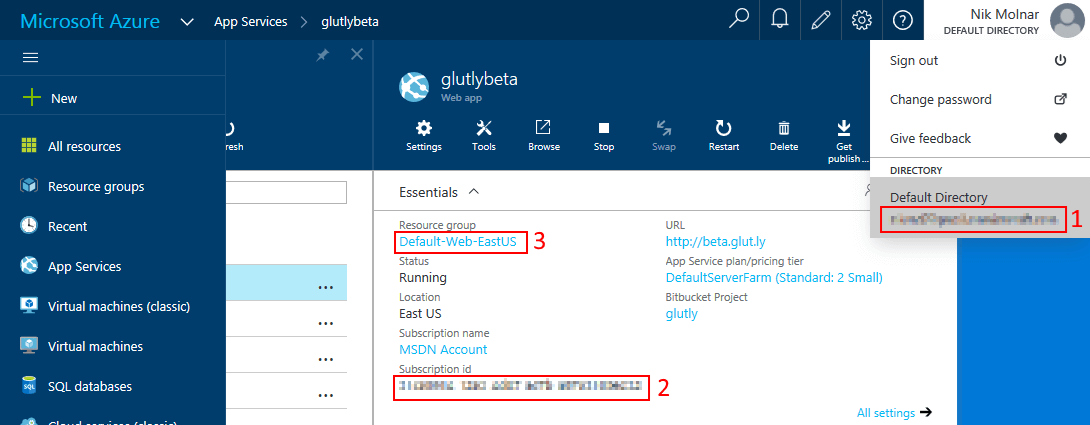 Microsoft Azure
App Services > glutlybeta
Nik Molnar
DEFAULT DIRECTORY
Sign out
Change password
Give feedback
DIRECTORY
Default Directory
1
New
All resources
Resource groups
Recent
App Services
Virtual machines (classic)
Virtual machines
SQL databases
Cloud services (classic)
fresh
...
...
...
...
glutlybeta
Web app
Settings
Tools
Browse
Stop
Swap
Restart
Delete
Get
publish ...
Essentials
Resource group
Default-Web-EastUS
3
Status
Running
Location
East US
Subscription name
MSDN Account
Subscription id
2
URL
http://beta.glut.ly
App Service plan/pricing tier
DefaultServerFarm (Standard: 2 Small)
Bitbucket Project
glutly
All settings